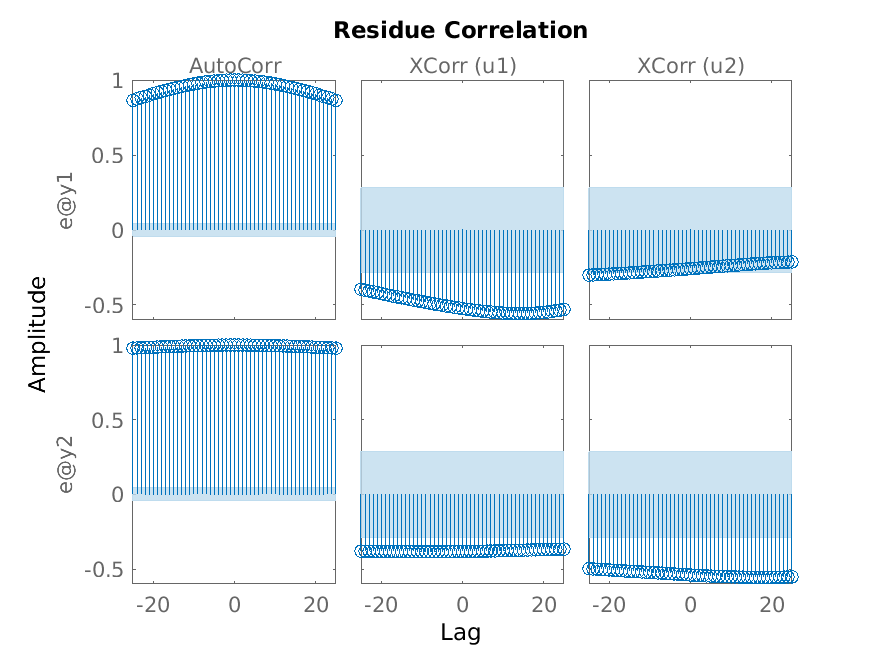 Residue Correlation
AutoCorr XCorr (u1) XCorr (u2)
1
0.5
0
-0.5
e@y1
Amplitude
1
0.5
0
-0.5
e@y2
-20 0 20 -20 0 20 -20 0 20
Lag